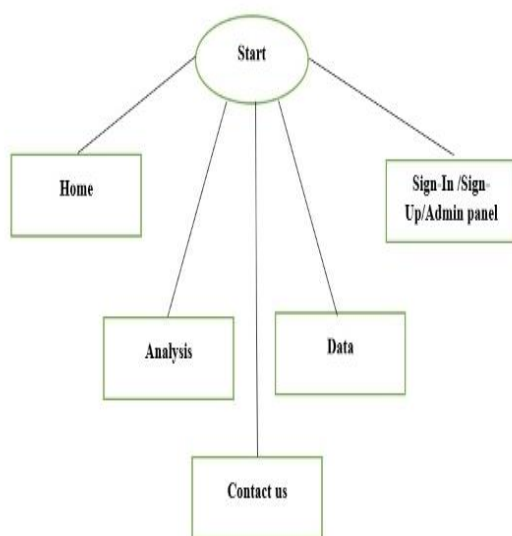 Start
Home
Sign-In /Sign-
Up/Admin panel
Analysis
Data
Contact us